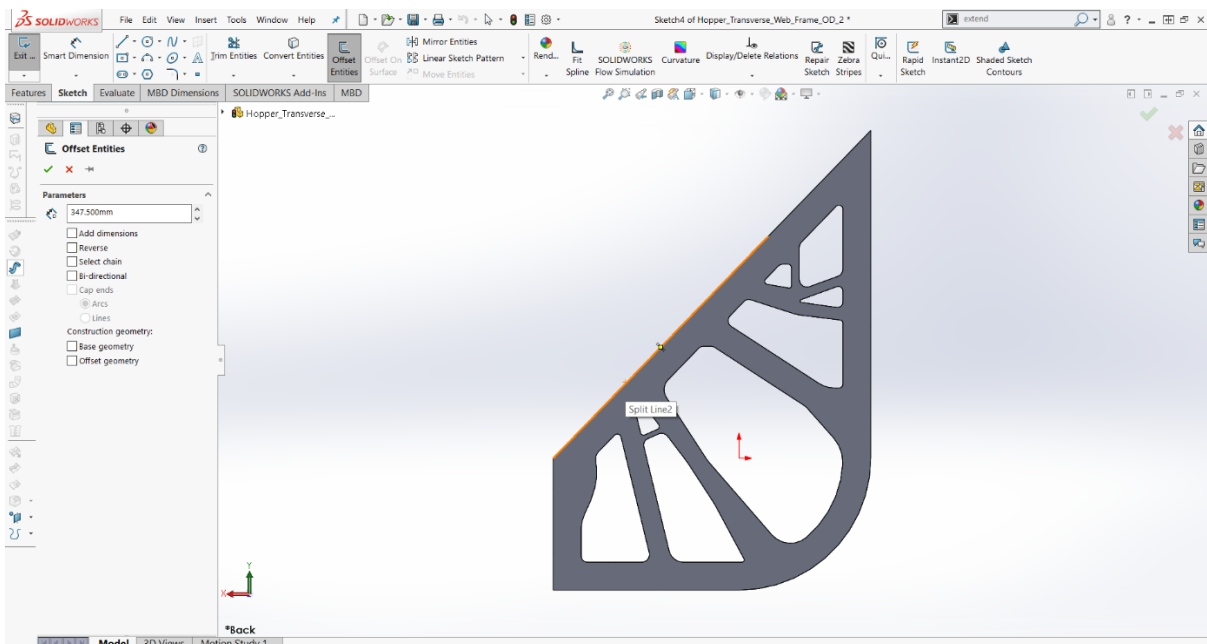 SOLIDWORKS File Edit View Insert Tools Window Help Sketch4 of Hopper_Transverse_Web_Frame_OD_2 * extend ?
Exit ... Smart Dimension Trim Entities Convert Entities Offset Entities Offset On Surface Mirror Entities Linear Sketch Pattern Move Entities Rend... Fit Spline SOLIDWORKS Flow Simulation Curvature Display/Delete Relations Repair Sketch Zebra Stripes Qui... Rapid Sketch Instant2D Shaded Sketch Contours
Features Sketch Evaluate MBD Dimensions SOLIDWORKS Add-Ins MBD
Hopper_Transverse_...
Offset Entities
Parameters
347.500mm
Add dimensions
Reverse
Select chain
Bi-directional
Cap ends
Arcs
Lines
Construction geometry:
Base geometry
Offset geometry
Split Line2
Y
X
*Back
Model 3D Views Motion Study 1